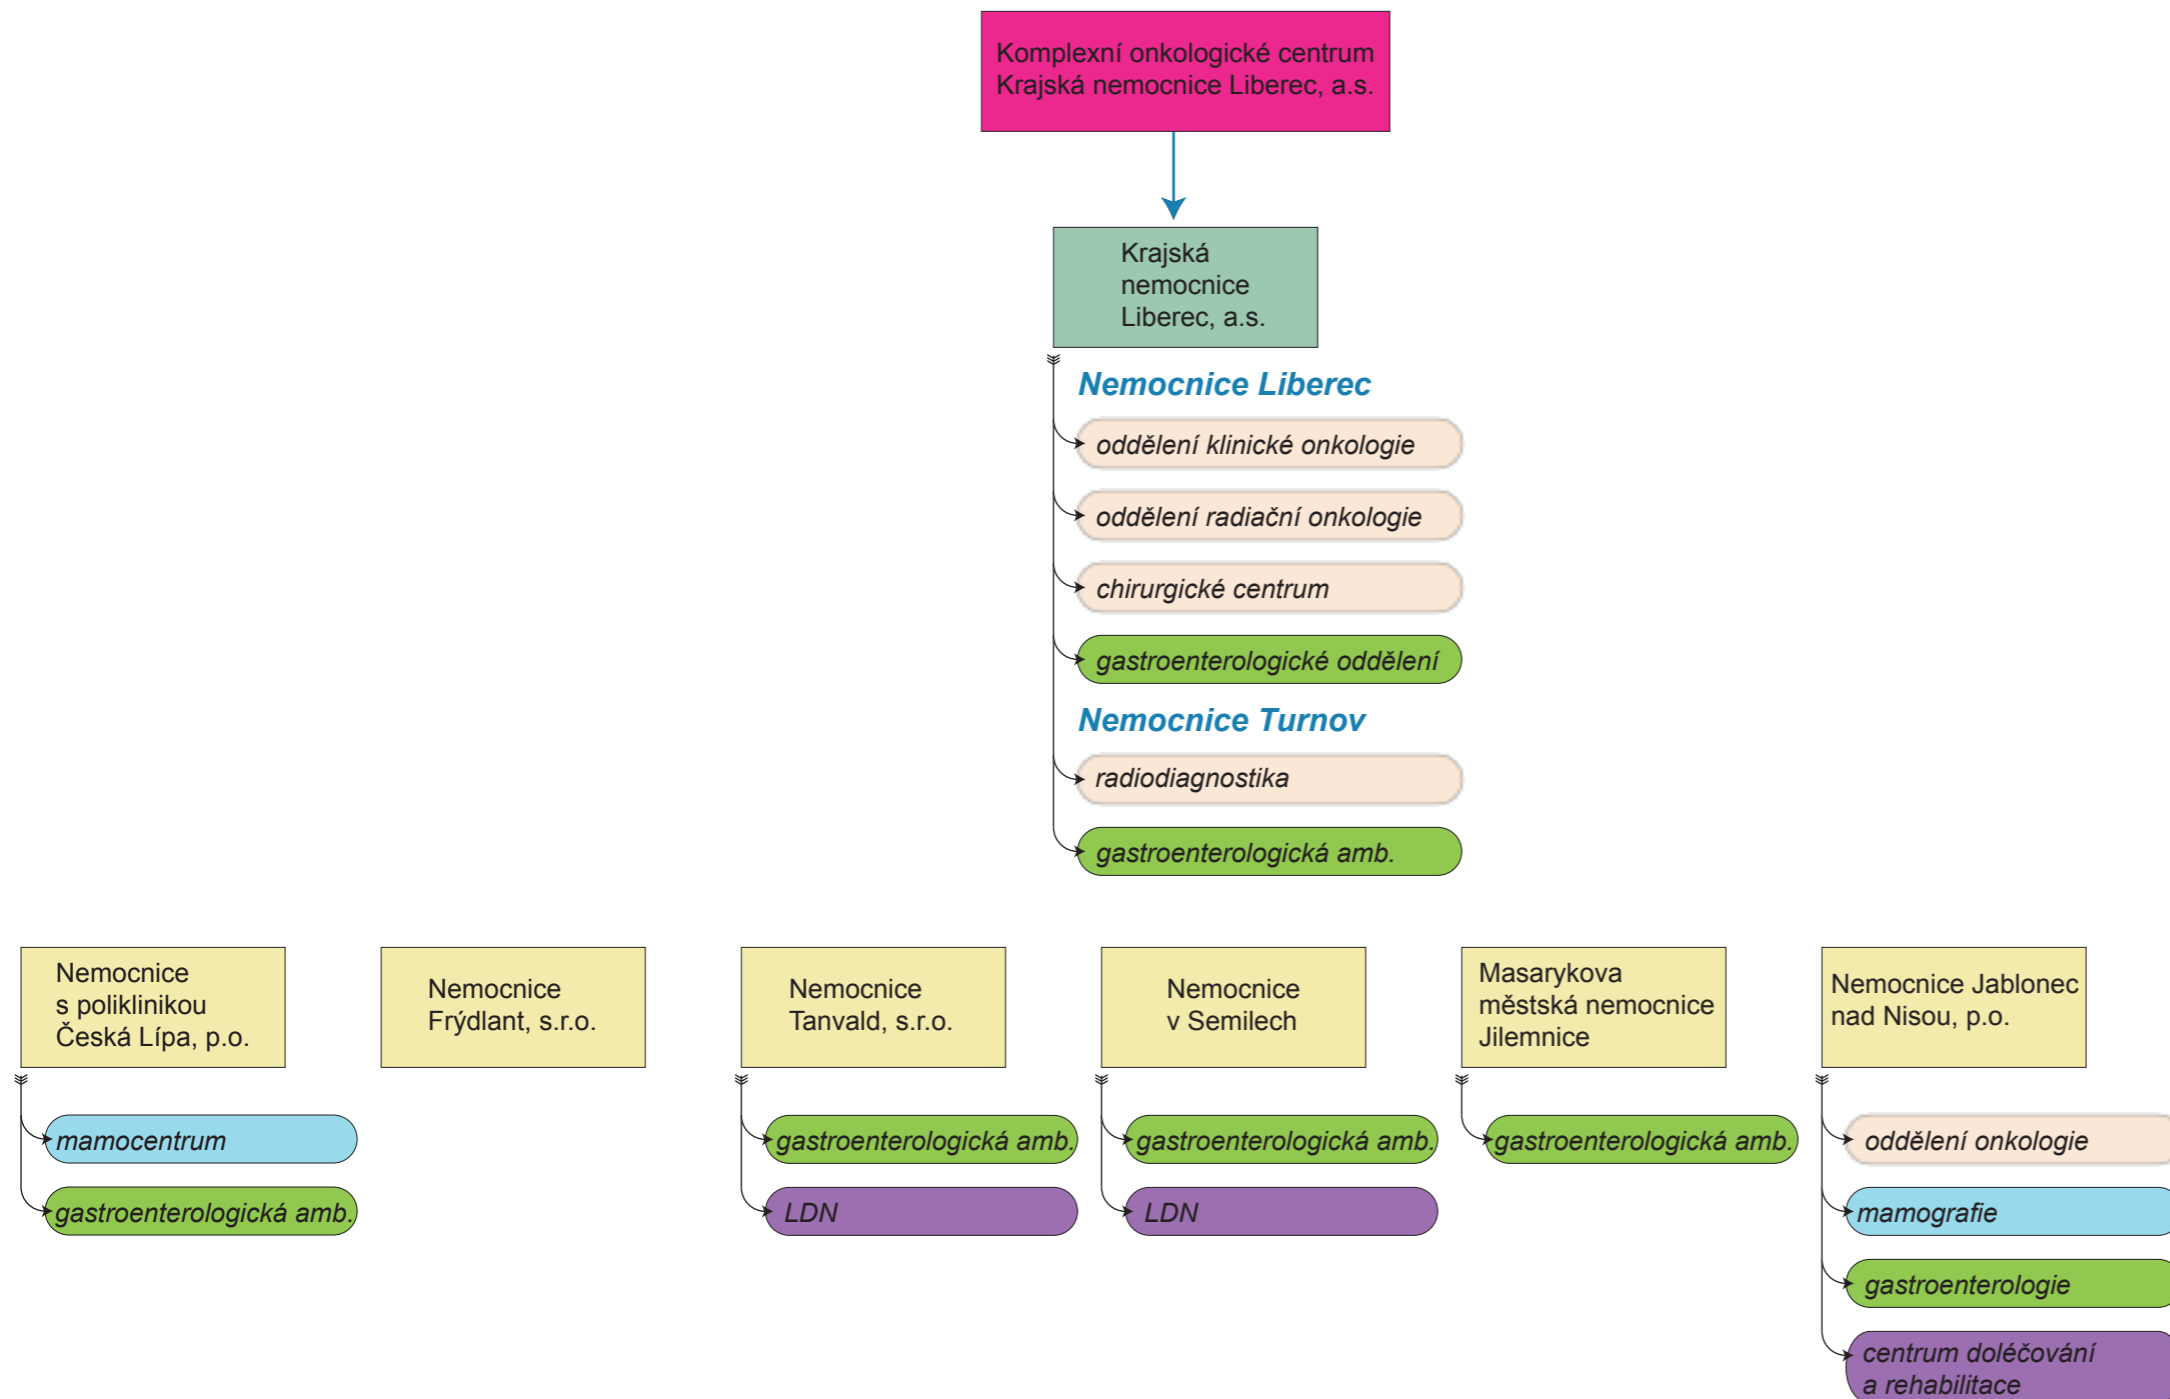 Komplexní onkologické centrum
Krajská nemocnice Liberec, a.s.
Krajská
nemocnice
Liberec, a.s.
Nemocnice Liberec
oddělení klinické onkologie
oddělení radiační onkologie
chirurgické centrum
gastroenterologické oddělení
Nemocnice Turnov
radiodiagnostika
gastroenterologická amb.
Nemocnice
s poliklinikou
Česká Lípa, p.o.
mamocentrum
gastroenterologická amb.
Nemocnice
Frýdlant, s.r.o.
Nemocnice
Tanvald, s.r.o.
gastroenterologická amb.
LDN
Nemocnice
v Semilech
gastroenterologická amb.
LDN
Masarykova
městská nemocnice
Jilemnice
gastroenterologická amb.
Nemocnice Jablonec
nad Nisou, p.o.
oddělení onkologie
mamografie
gastroenterologie
centrum doléčování
a rehabilitace